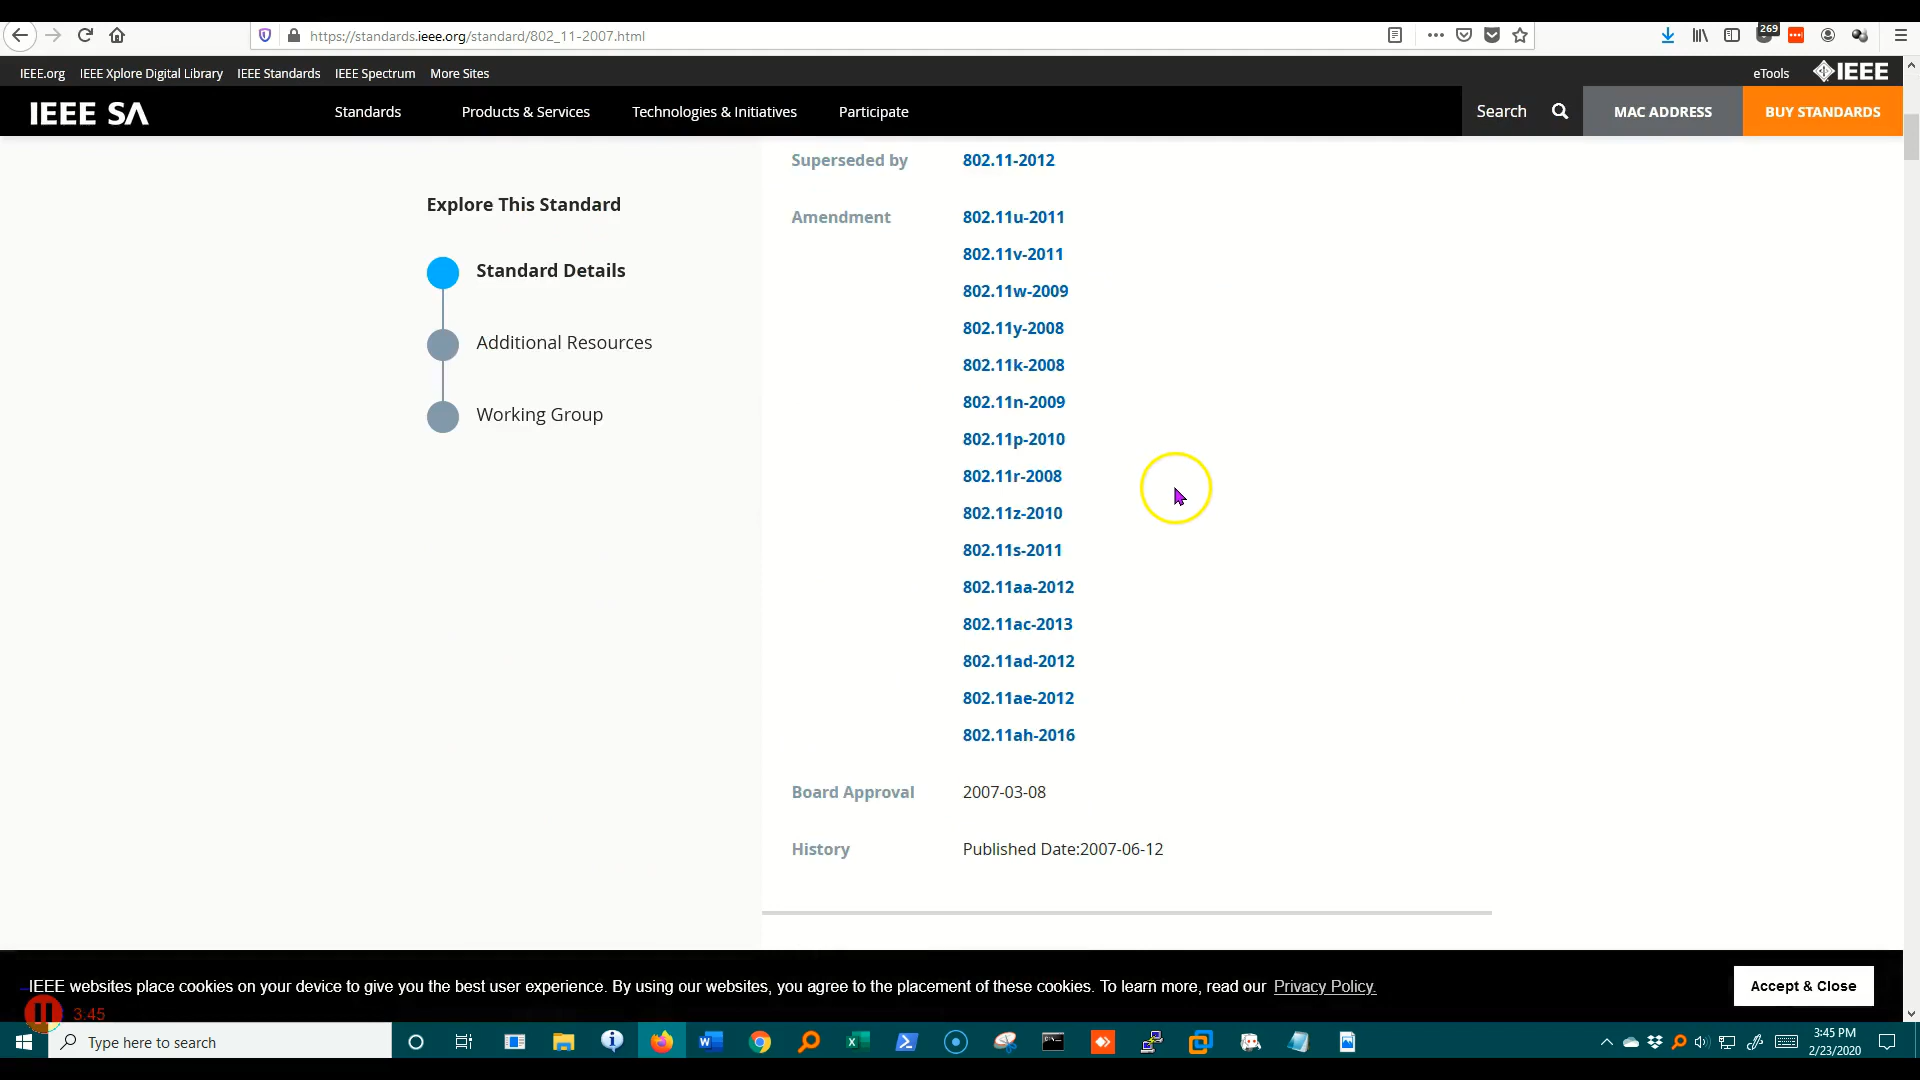 https://standards.ieee.org/standard/802_11-2007.html
269
IEEE.org IEEE Xplore Digital Library IEEE Standards IEEE Spectrum More Sites
eTools IEEE
IEEE SA Standards Products & Services Technologies & Initiatives Participate Search MAC ADDRESS BUY STANDARDS
Explore This Standard
Standard Details
Additional Resources
Working Group
Superseded by 802.11-2012
Amendment 802.11u-2011
802.11v-2011
802.11w-2009
802.11y-2008
802.11k-2008
802.11n-2009
802.11p-2010
802.11r-2008
802.11z-2010
802.11s-2011
802.11aa-2012
802.11ac-2013
802.11ad-2012
802.11ae-2012
802.11ah-2016
Board Approval 2007-03-08
History Published Date:2007-06-12
IEEE websites place cookies on your device to give you the best user experience. By using our websites, you agree to the placement of these cookies. To learn more, read our Privacy Policy.
Accept & Close
3:45
Type here to search
3:45 PM
2/23/2020